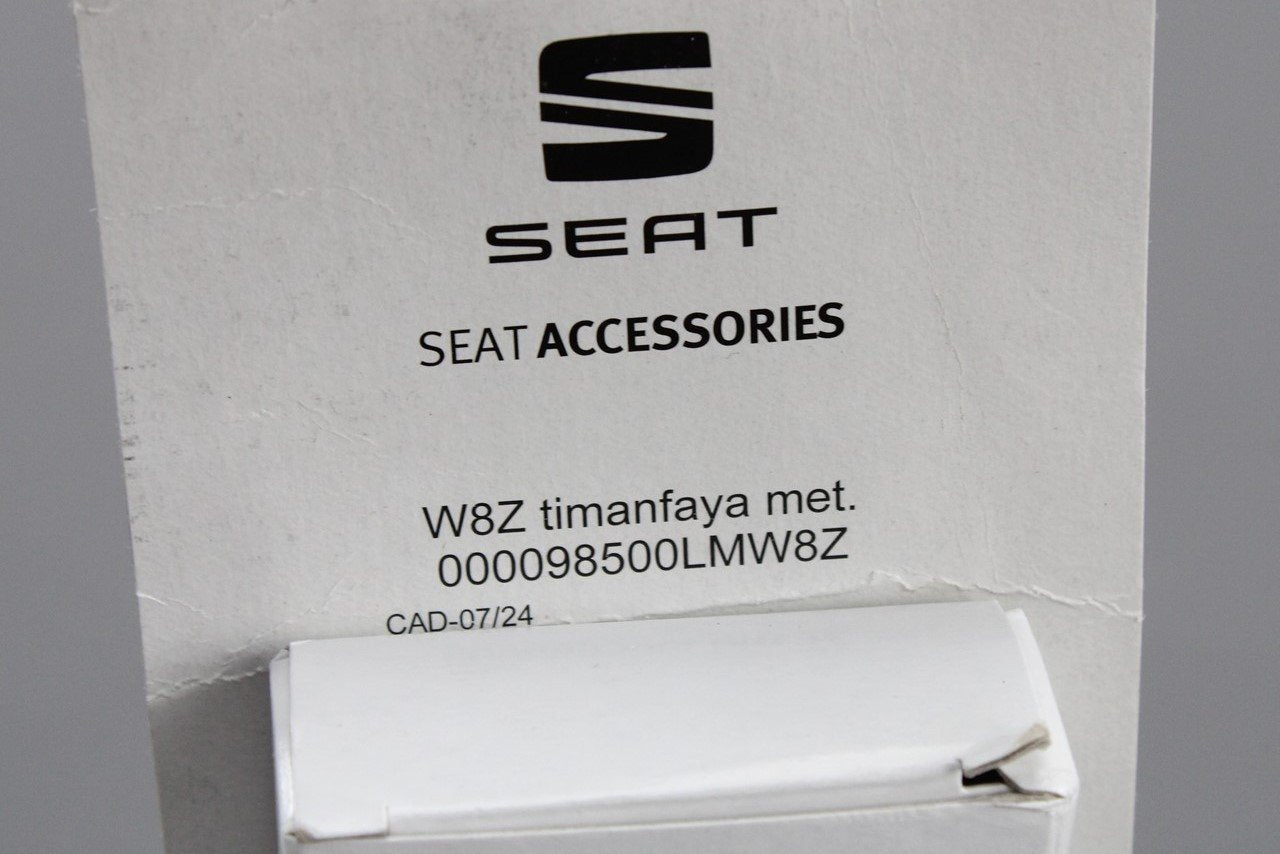 SEAT
SEAT ACCESSORIES
W8Z timanfaya met.
000098500LMW8Z
CAD-07/24